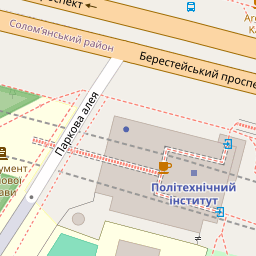 проспект
Солом'янський район
Берестейський
Паркова алея
Політехнічний
інститут